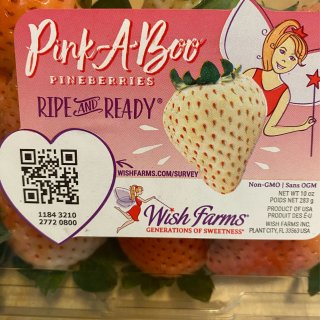 Pink-A-Boo
PINEBERRIES
RIPE AND READY®
WISHFARMS.COM/SURVEY
1184 3210
2772 0800
Wish Farms®
GENERATIONS OF SWEETNESS®
Non-GMO | Sans OGM
NET WT 10 oz
POIDS NET 283 g
PRODUCT OF USA
PRODUIT DES É-U
WISH FARMS INC.
PLANT CITY, FL 33563 USA